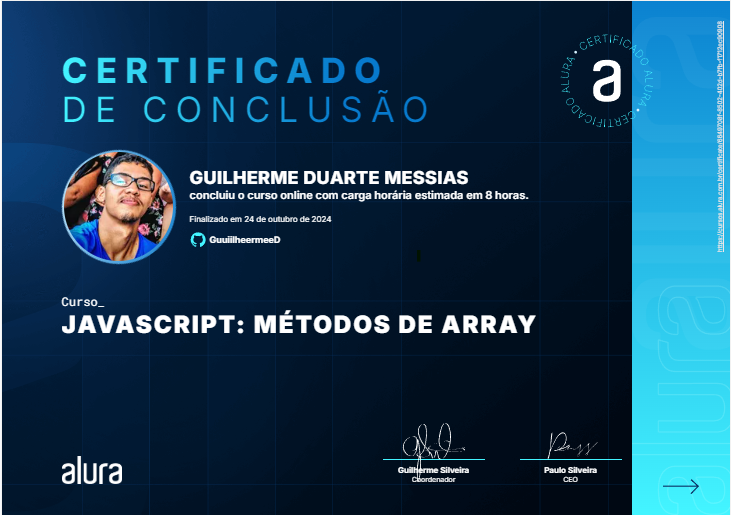 CERTIFICADO
DE CONCLUSÃO
CERTIFICADO ALURA • CERTIFICADO ALURA •
a
GUILHERME DUARTE MESSIAS
concluiu o curso online com carga horária estimada em 8 horas.
Finalizado em 24 de outubro de 2024
GuuiilheermeeD
Curso_
JAVASCRIPT: MÉTODOS DE ARRAY
alura
Guilherme Silveira
Coordenador
Paulo Silveira
CEO
alura